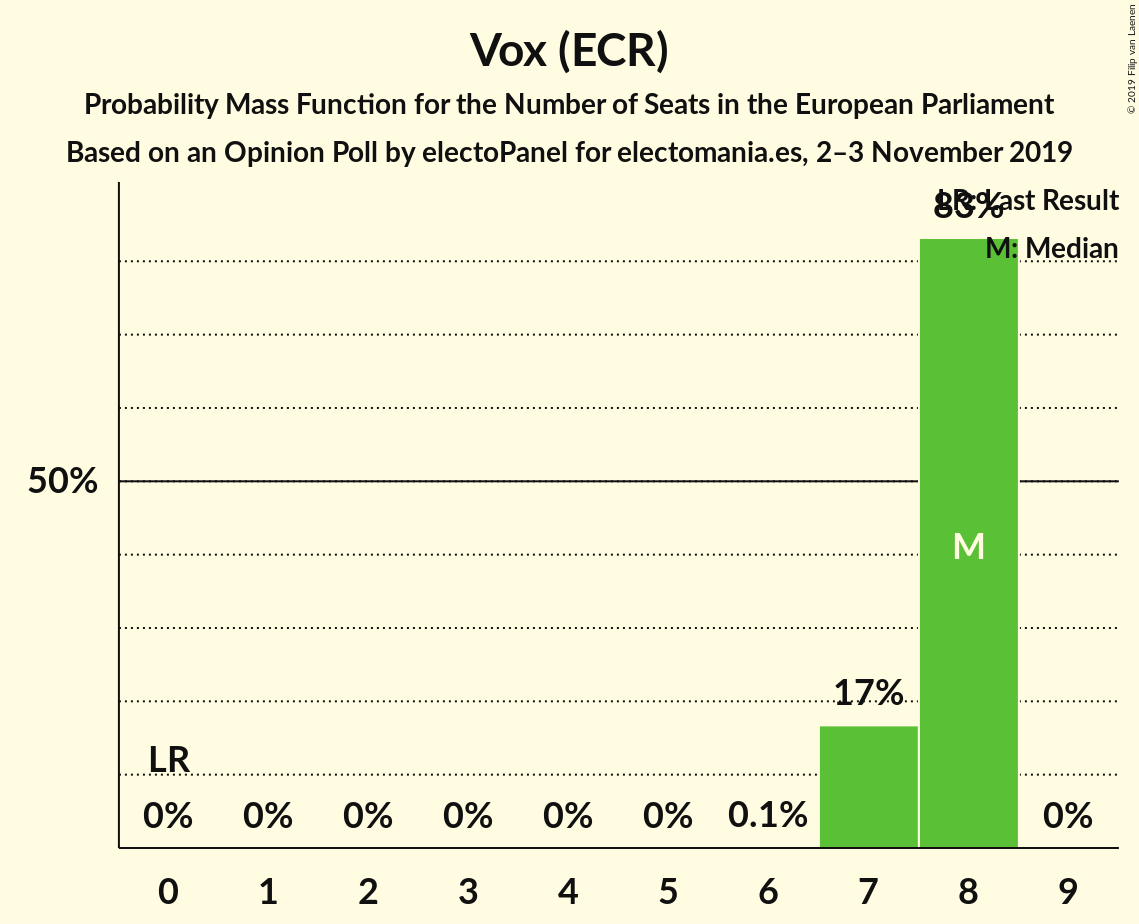 Vox (ECR)
Probability Mass Function for the Number of Seats in the European Parliament
Based on an Opinion Poll by electoPanel for electomania.es, 2–3 November 2019
© 2019 Filip van Laenen
LR: Last Result
M: Median
83%
50%
M
17%
LR
0% 0% 0% 0% 0% 0% 0.1% 0%
0 1 2 3 4 5 6 7 8 9